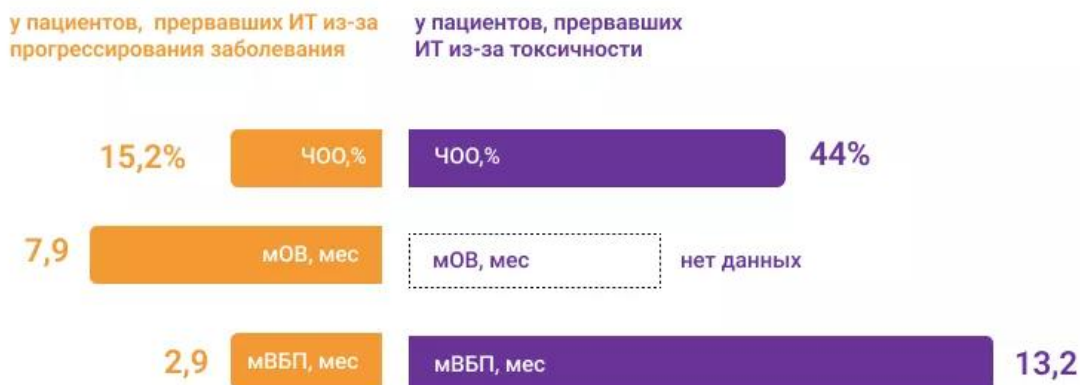 у пациентов, прервавших ИТ из-за
прогрессирования заболевания
у пациентов, прервавших
ИТ из-за токсичности
15,2% ЧОО,% ЧОО,% 44%
7,9 мОВ, мес мОВ, мес нет данных
2,9 мВБП, мес мВБП, мес 13,2